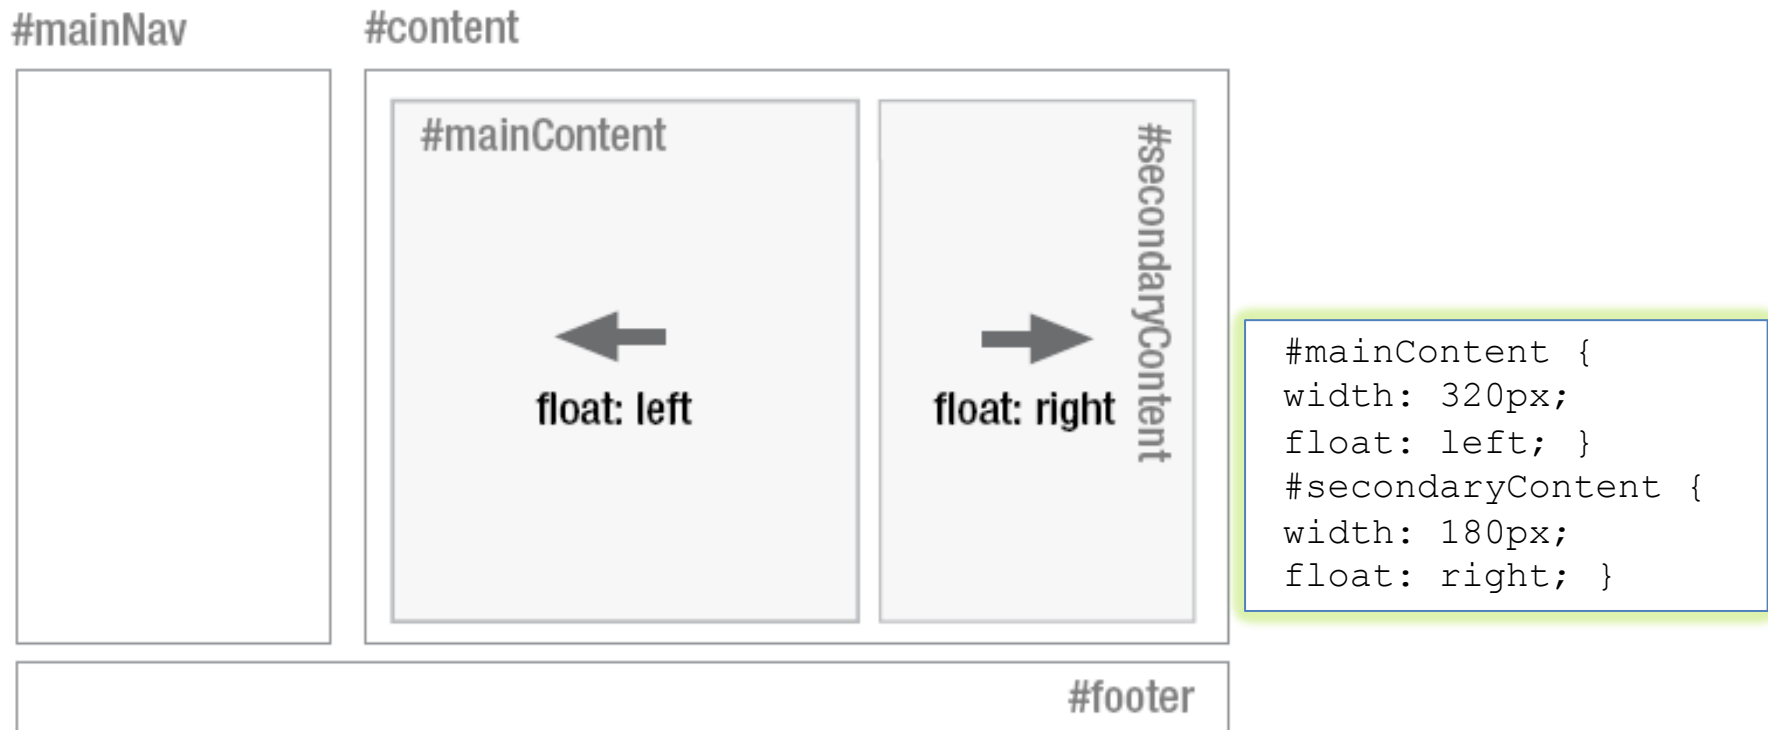 #mainNav
#content
#mainContent
#secondaryContent
float: left
float: right
#mainContent {
width: 320px;
float: left; }
#secondaryContent {
width: 180px;
float: right; }
#footer